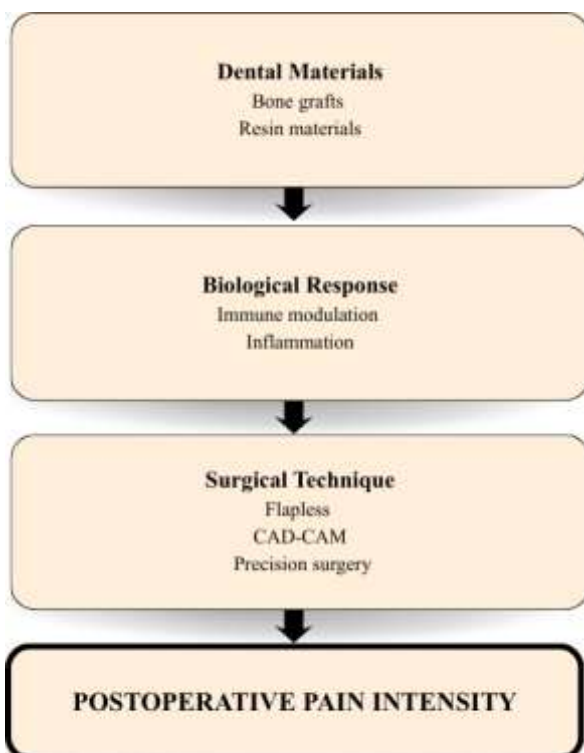 Dental Materials
Bone grafts
Resin materials
Biological Response
Immune modulation
Inflammation
Surgical Technique
Flapless
CAD-CAM
Precision surgery
POSTOPERATIVE PAIN INTENSITY